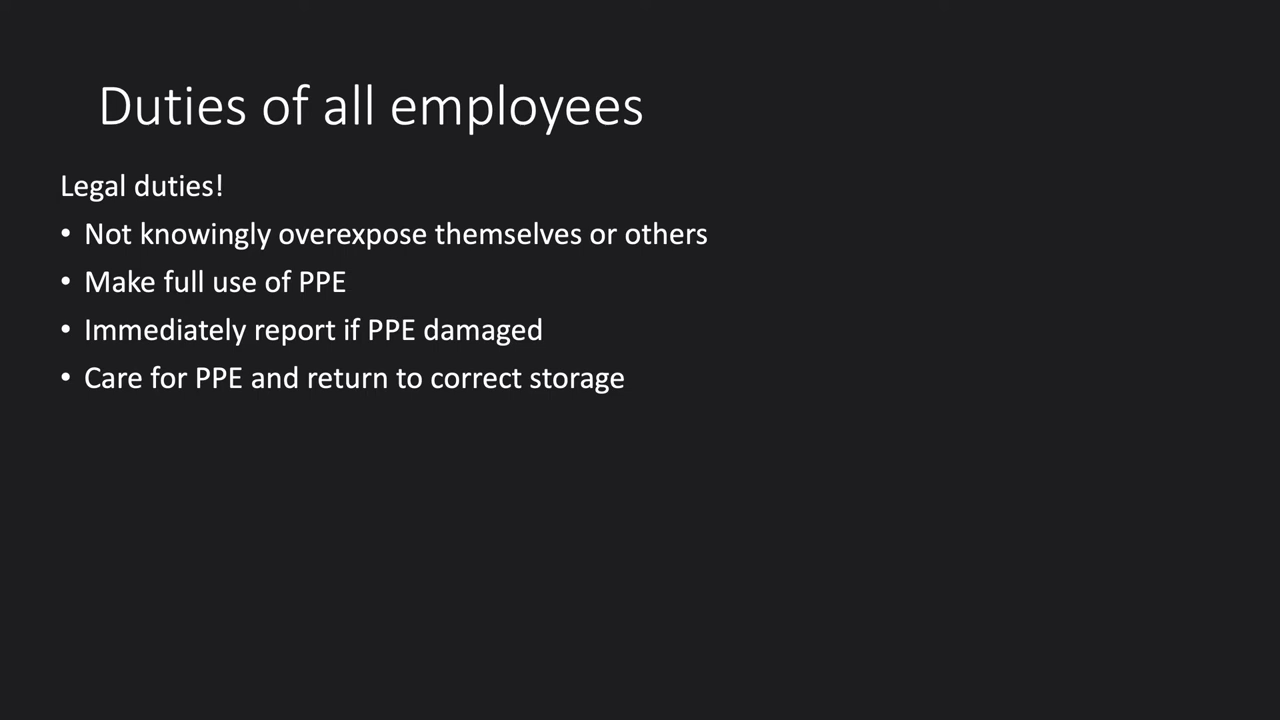 Duties of all employees
Legal duties!
• Not knowingly overexpose themselves or others
• Make full use of PPE
• Immediately report if PPE damaged
• Care for PPE and return to correct storage